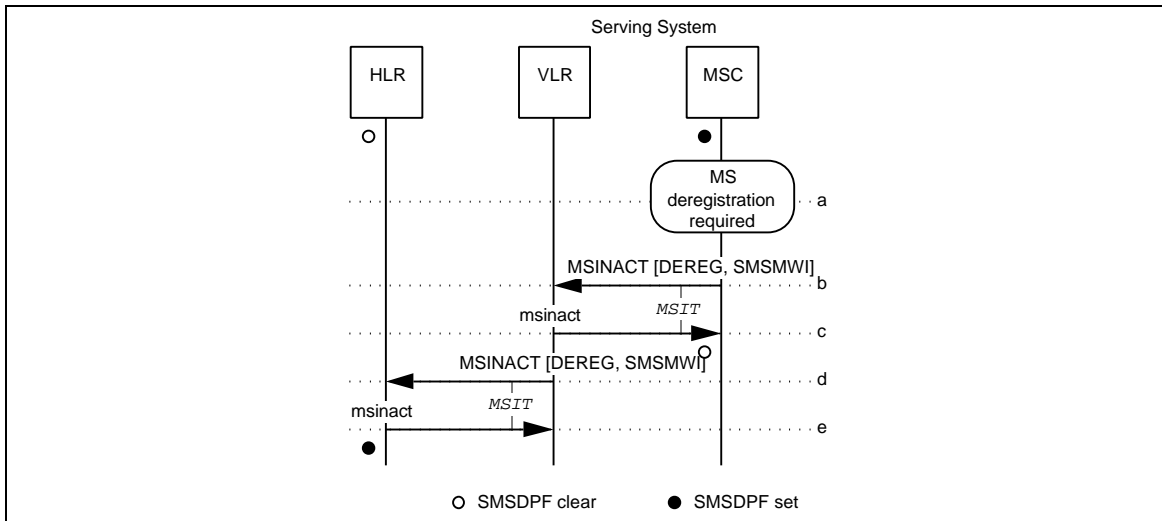 Serving System
HLR
VLR
MSC
MS
deregistration
required
a
MSINACT [DEREG, SMSMWI]
b
MSIT
msinact
c
MSINACT [DEREG, SMSMWI]
d
MSIT
msinact
e
SMSDPF clear
SMSDPF set